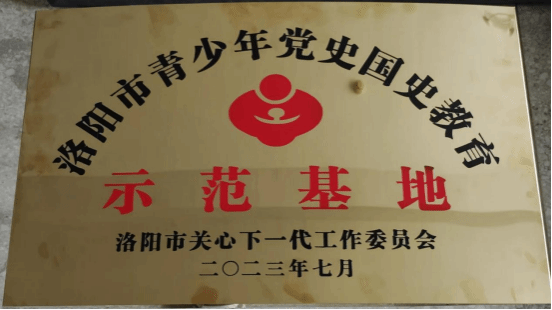 洛阳市青少年党史国史教育
示范基地
洛阳市关心下一代工作委员会
二〇二三年七月